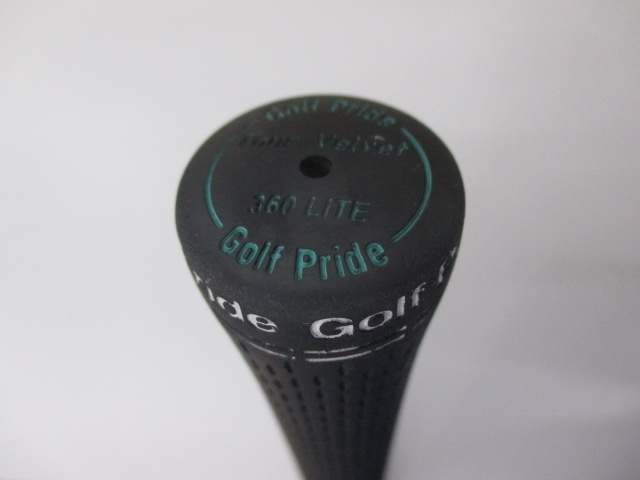 Golf Pride
Tour Velvet
360 LITE
Golf Pride
ride Golf